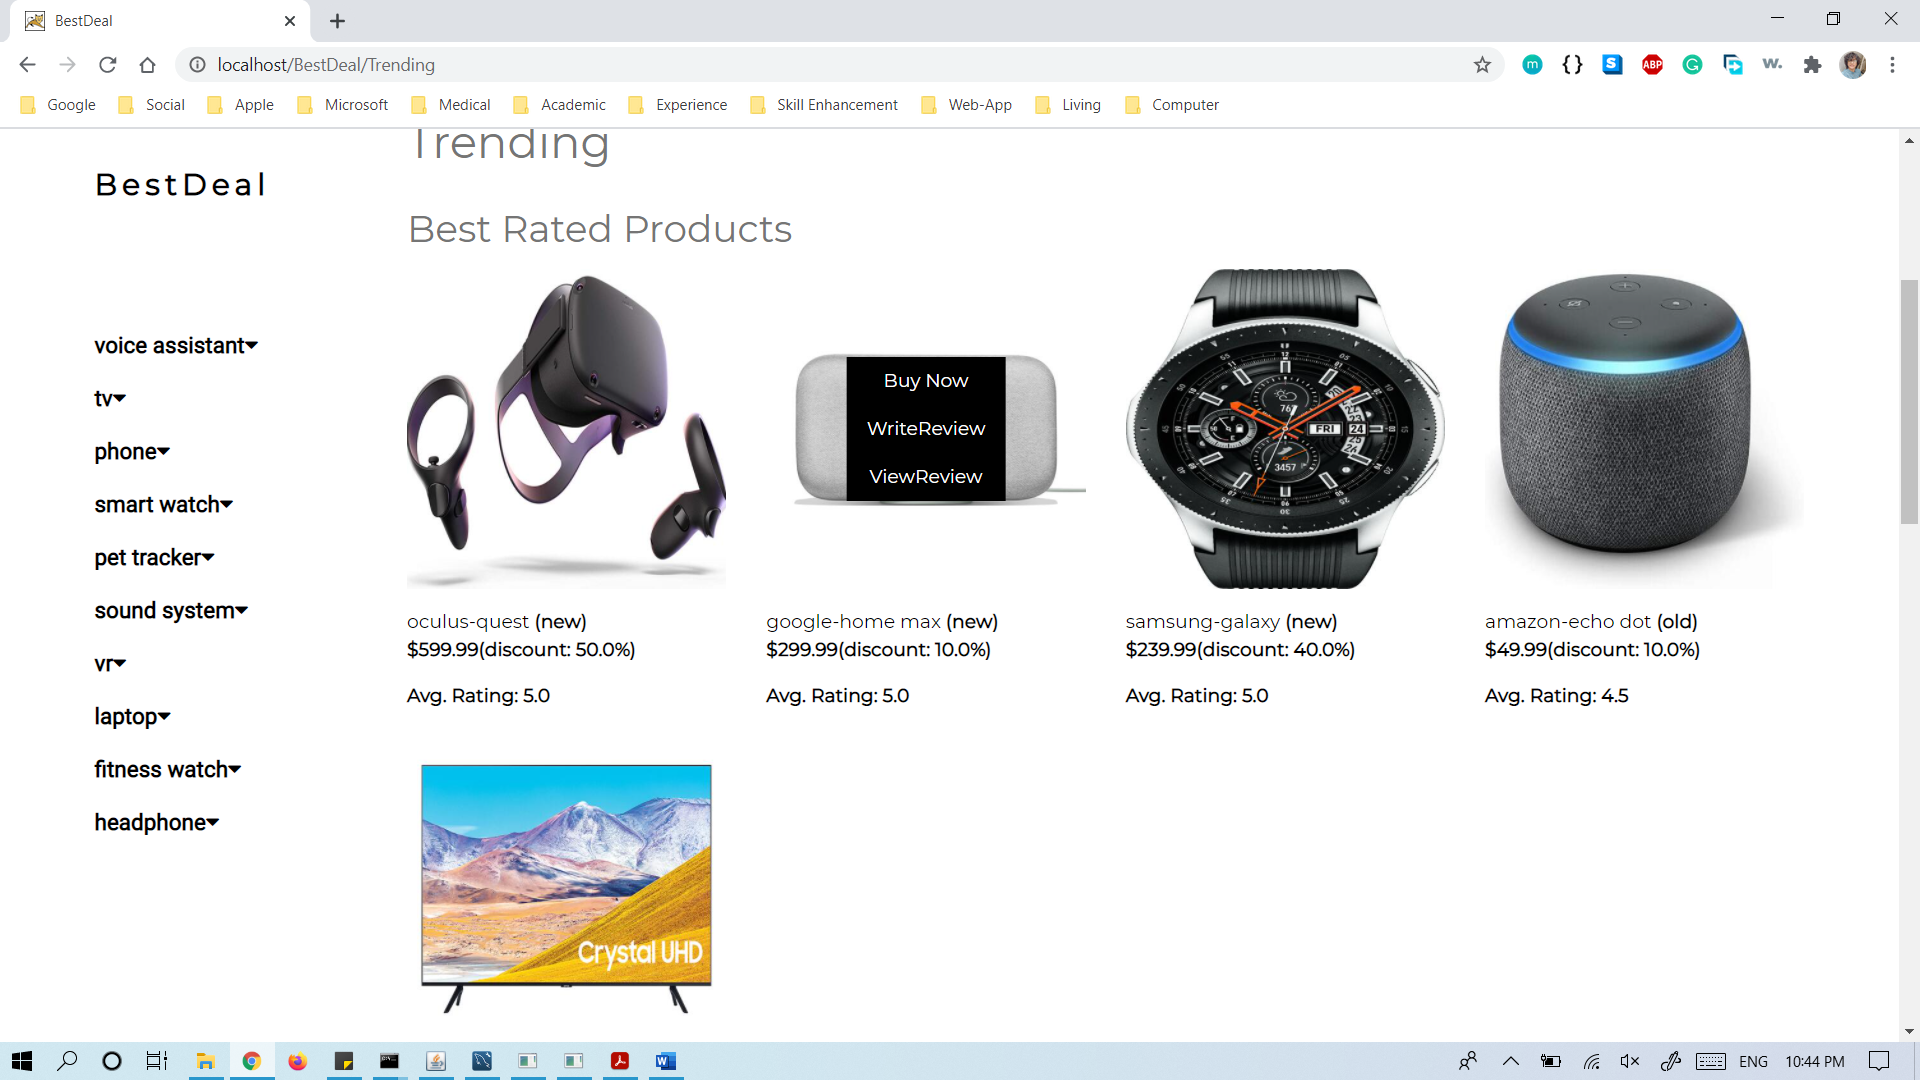 BestDeal
localhost/BestDeal/Trending
Google Social Apple Microsoft Medical Academic Experience Skill Enhancement Web-App Living Computer
Trending
BestDeal
Best Rated Products
voice assistant
tv
phone
smart watch
pet tracker
sound system
vr
laptop
fitness watch
headphone
Buy Now
WriteReview
ViewReview
oculus-quest (new)
$599.99(discount: 50.0%)
Avg. Rating: 5.0
google-home max (new)
$299.99(discount: 10.0%)
Avg. Rating: 5.0
FRI 24
3457
samsung-galaxy (new)
$239.99(discount: 40.0%)
Avg. Rating: 5.0
amazon-echo dot (old)
$49.99(discount: 10.0%)
Avg. Rating: 4.5
Crystal UHD
ENG 10:44 PM